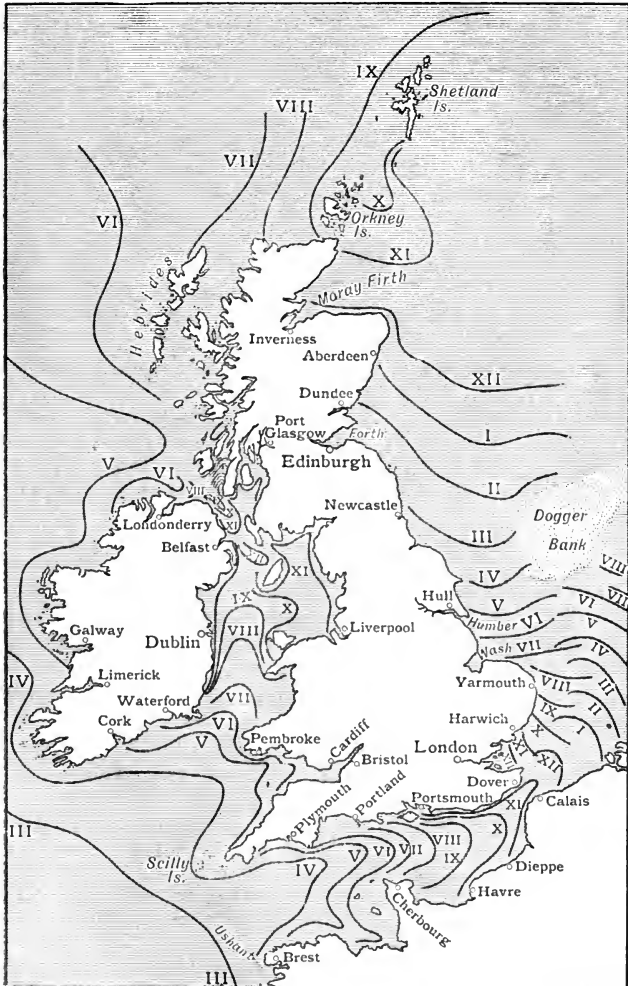 IX
Shetland
Is.
VIII
VII
VI
X
Orkney
Is.
XI
Hebrides
Moray Firth
Inverness
Aberdeen
XII
Dundee
Port
Glasgow
Forth
Edinburgh
I
II
V
VI
VIII
XI
Londonderry
Newcastle
III
Dogger
Bank
Belfast
XI
IV
VIII
VII
IX
X
Hull
V
VI
Humber
VI
V
Galway
Dublin
VIII
Liverpool
Wash
VII
IV
IV
Limerick
VII
Yarmouth
VIII
III
Waterford
IX
II
Cork
VI
Harwich
X
I
V
Pembroke
Cardiff
Bristol
London
XI
XII
VI
Dover
Portland
Portsmouth
XI
Calais
III
Plymouth
X
VIII
Scilly
Is.
IV
V
VI
VII
IX
Dieppe
Havre
Cherbourg
Ushant
Brest
III